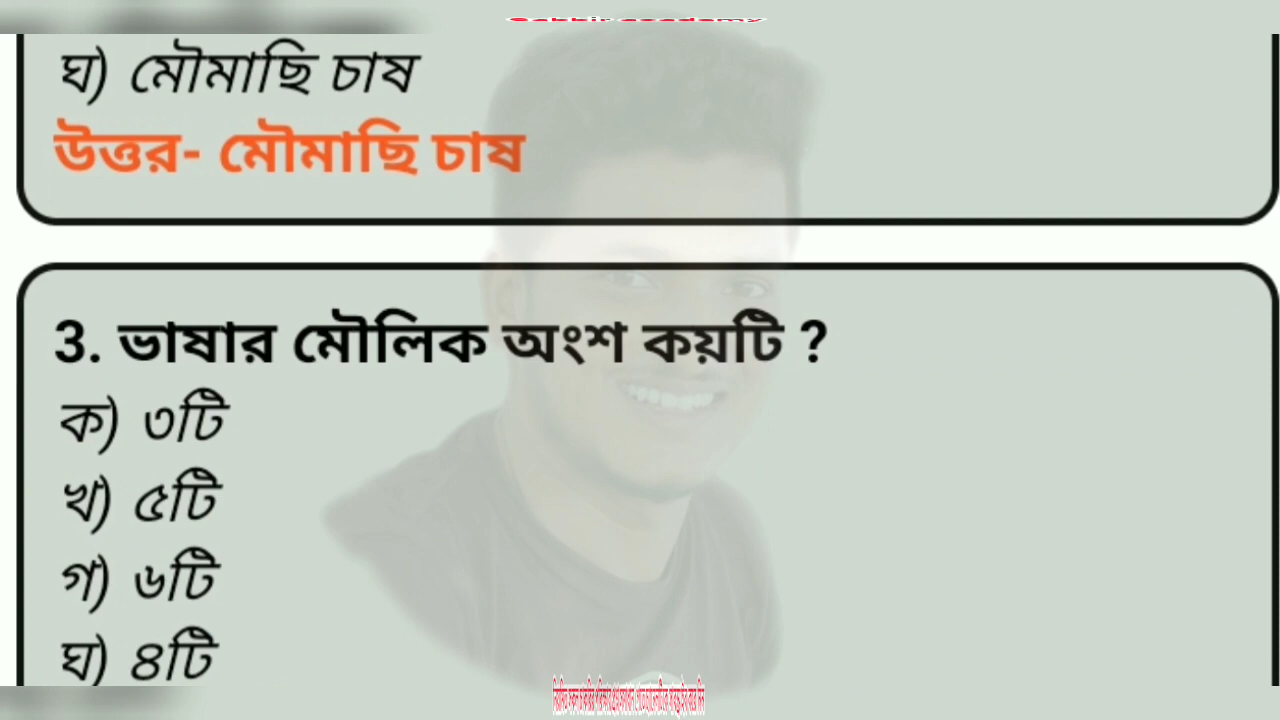 ঘ) মৌমাছি চাষ
উত্তর- মৌমাছি চাষ
3. ভাষার মৌলিক অংশ কয়টি ?
ক) ৩টি
খ) ৫টি
গ) ৬টি
ঘ) ৪টি